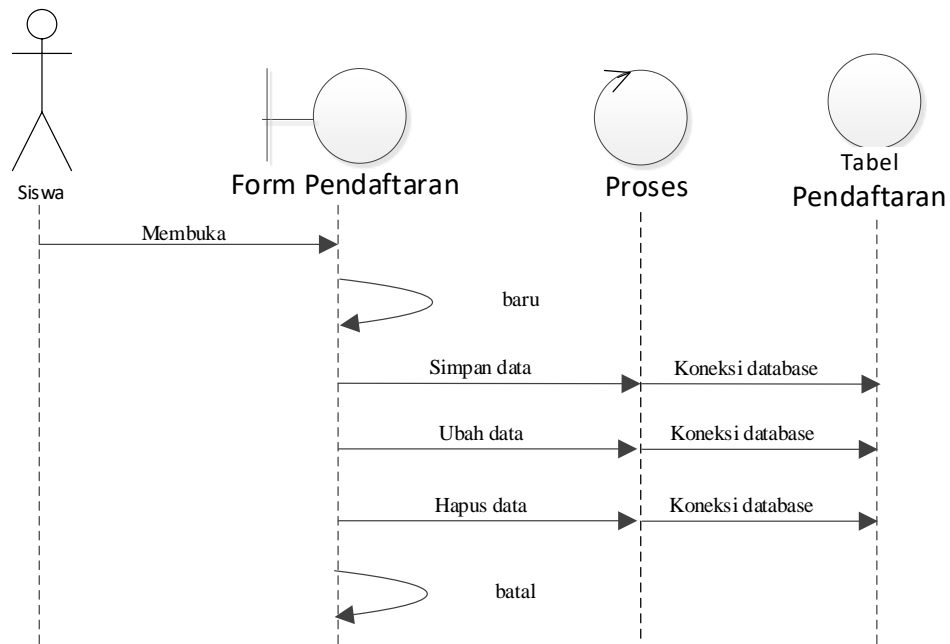 Siswa
Form Pendaftaran
Proses
Tabel
Pendaftaran
Membuka
baru
Simpan data
Koneksi database
Ubah data
Koneksi database
Hapus data
Koneksi database
batal